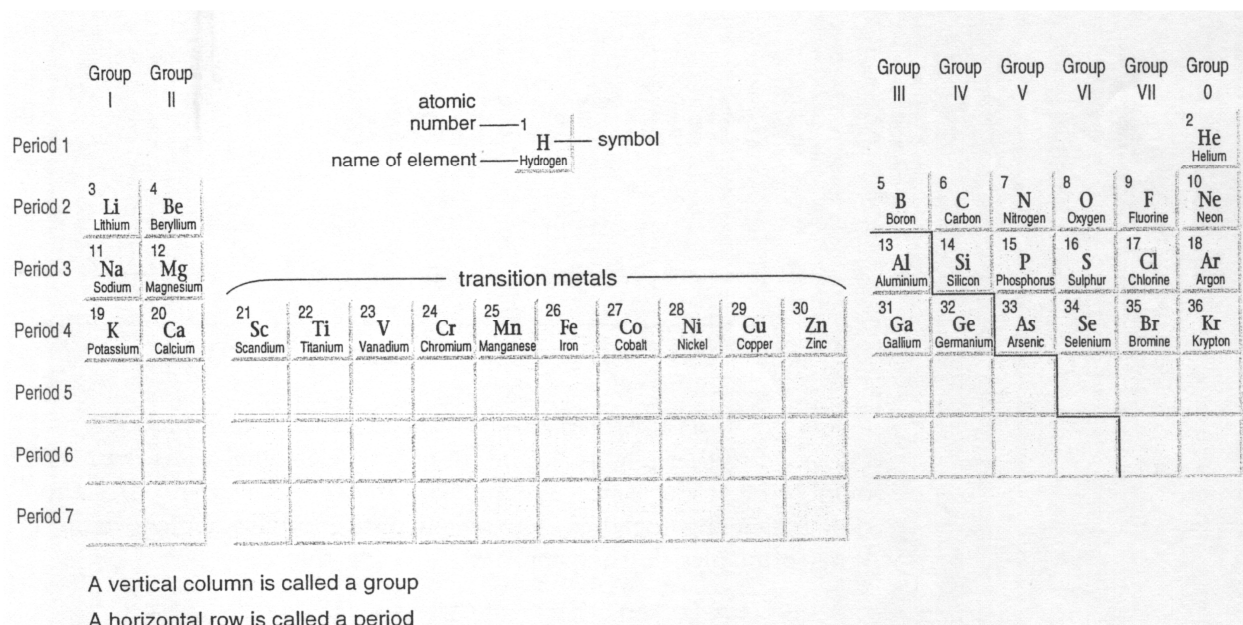 Group Group Group Group Group Group Group Group
I II III IV V VI VII 0
atomic
number 1
H symbol
name of element Hydrogen
Period 1
2
He
Helium
Period 2
3 4 5 6 7 8 9 10
Li Be B C N O F Ne
Lithium Beryllium Boron Carbon Nitrogen Oxygen Fluorine Neon
Period 3
11 12 13 14 15 16 17 18
Na Mg Al Si P S Cl Ar
Sodium Magnesium Aluminium Silicon Phosphorus Sulphur Chlorine Argon
transition metals
Period 4
19 20 21 22 23 24 25 26 27 28 29 30 31 32 33 34 35 36
K Ca Sc Ti V Cr Mn Fe Co Ni Cu Zn Ga Ge As Se Br Kr
Potassium Calcium Scandium Titanium Vanadium Chromium Manganese Iron Cobalt Nickel Copper Zinc Gallium Germanium Arsenic Selenium Bromine Krypton
Period 5
Period 6
Period 7
A vertical column is called a group
A horizontal row is called a period